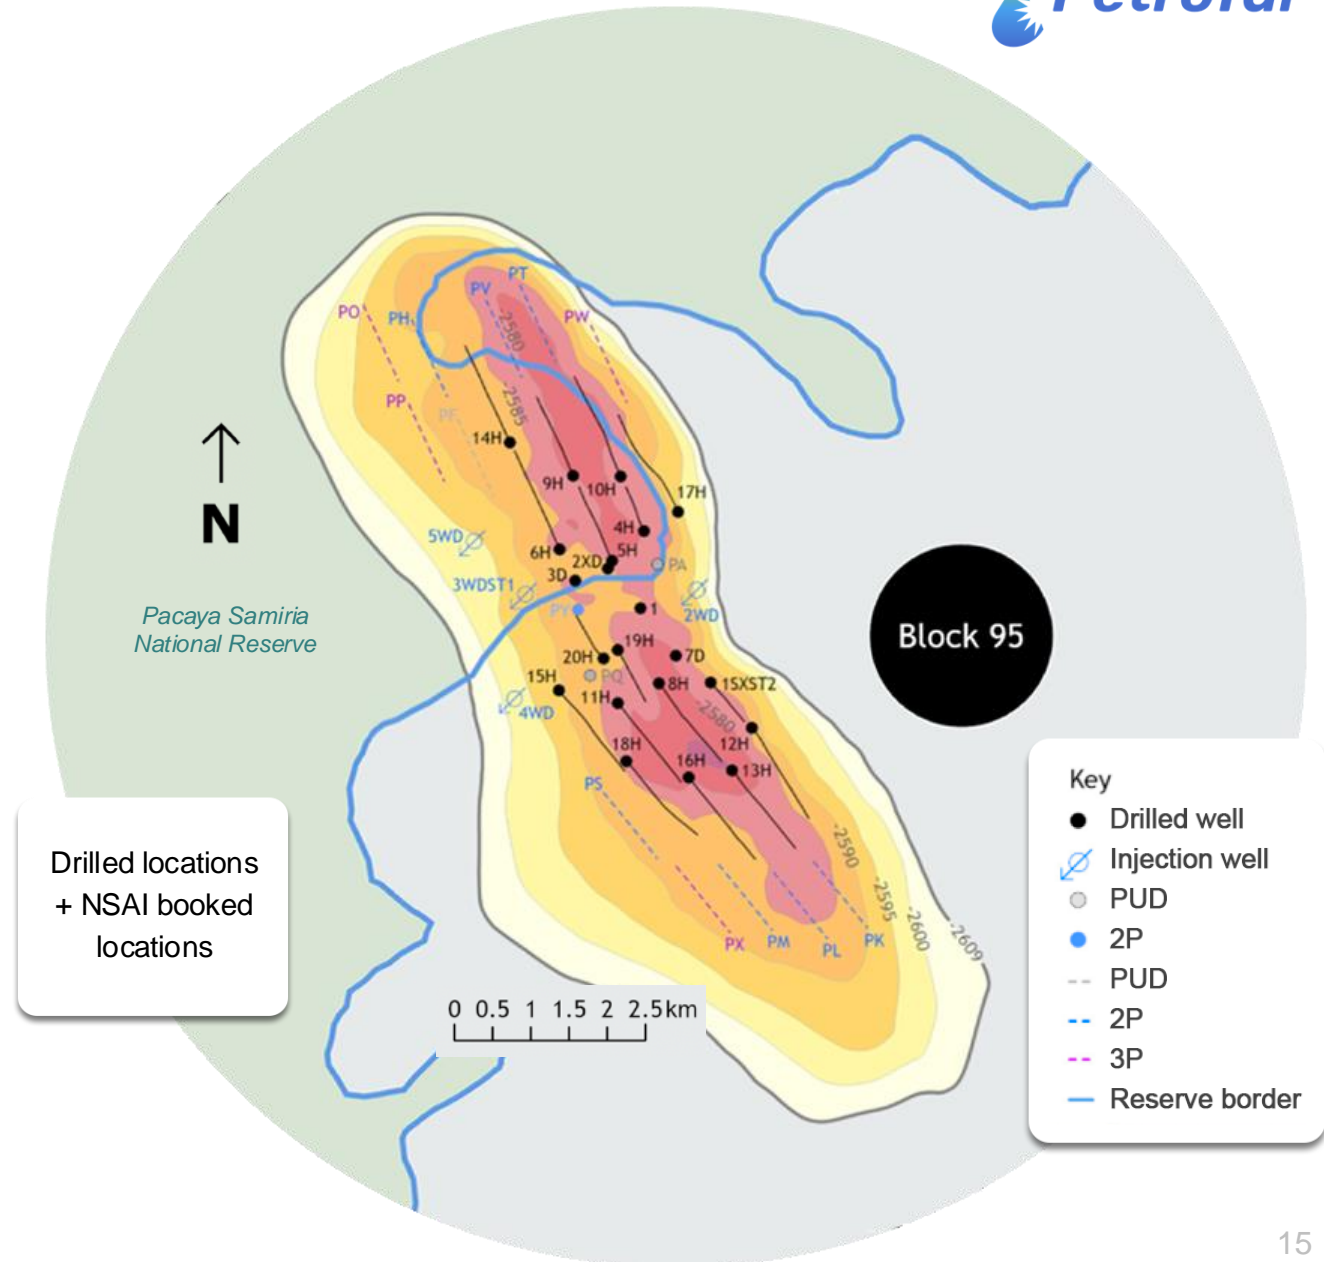 PetroTal
PT
PV
PO
PH
PW
-2580
-2585
PP
PF
14H
N
9H
10H
17H
5WD
4H
6H
2XD
5H
3D
PA
3WDST1
Pacaya Samiria
National Reserve
PY
1
2WD
Block 95
19H
20H
7D
15H
PQ
8H
1SXST2
11H
4WD
-2580
18H
12H
16H
13H
PS
Key
Drilled well
Injection well
PUD
2P
PUD
2P
3P
Reserve border
-2590
-2595
-2600
-2609
Drilled locations
+ NSAI booked
locations
PX
PM
PL
PK
0 0.5 1 1.5 2 2.5km
15